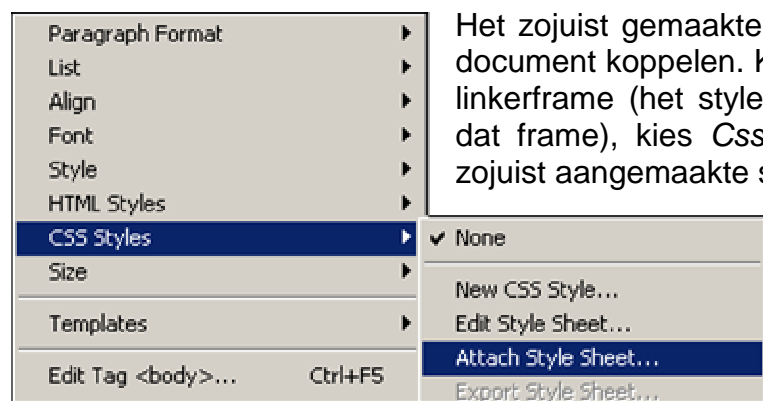 Paragraph Format
List
Align
Font
Style
HTML Styles
CSS Styles
Size
Templates
Edit Tag <body>... Ctrl+F5
None
New CSS Style...
Edit Style Sheet...
Attach Style Sheet...
Export Style Sheet...
Het zojuist gemaakte
document koppelen. K
linkerframe (het style
dat frame), kies Css
zojuist aangemaakte s